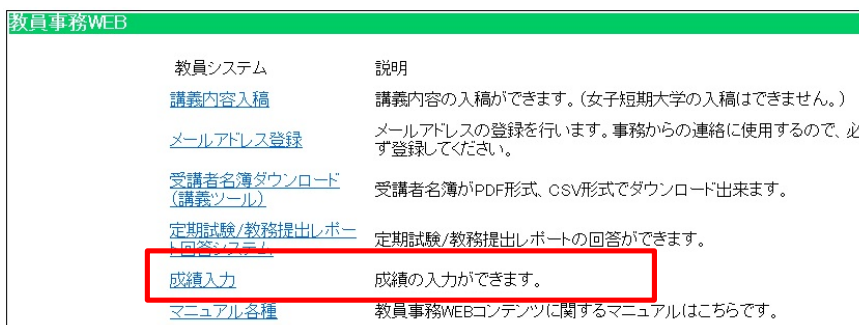 教員事務WEB
教員システム 説明
講義内容入稿 講義内容の入稿ができます。(女子短期大学の入稿はできません。)
メールアドレス登録 メールアドレスの登録を行います。事務からの連絡に使用するので、必
ず登録してください。
受講者名簿ダウンロード
(講義ツール) 受講者名簿がPDF形式、CSV形式でダウンロード出来ます。
定期試験/教務提出レポー
ト回答システム 定期試験/教務提出レポートの回答ができます。
成績入力 成績の入力ができます。
マニュアル各種 教員事務WEBコンテンツに関するマニュアルはこちらです。